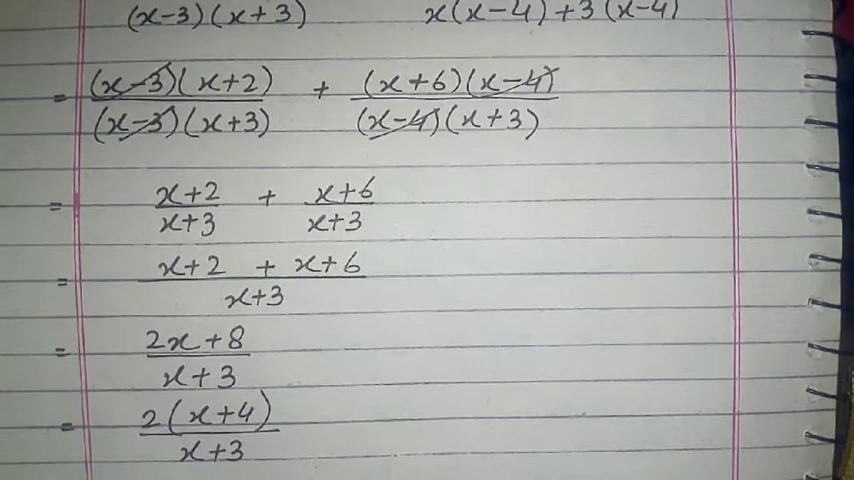 (x-3)(x+3) x(x-4)+3(x-4)
= (x-3)(x+2) / (x-3)(x+3) + (x+6)(x-4) / (x-4)(x+3)
= x+2 / x+3 + x+6 / x+3
= x+2 + x+6 / x+3
= 2x+8 / x+3
= 2(x+4) / x+3